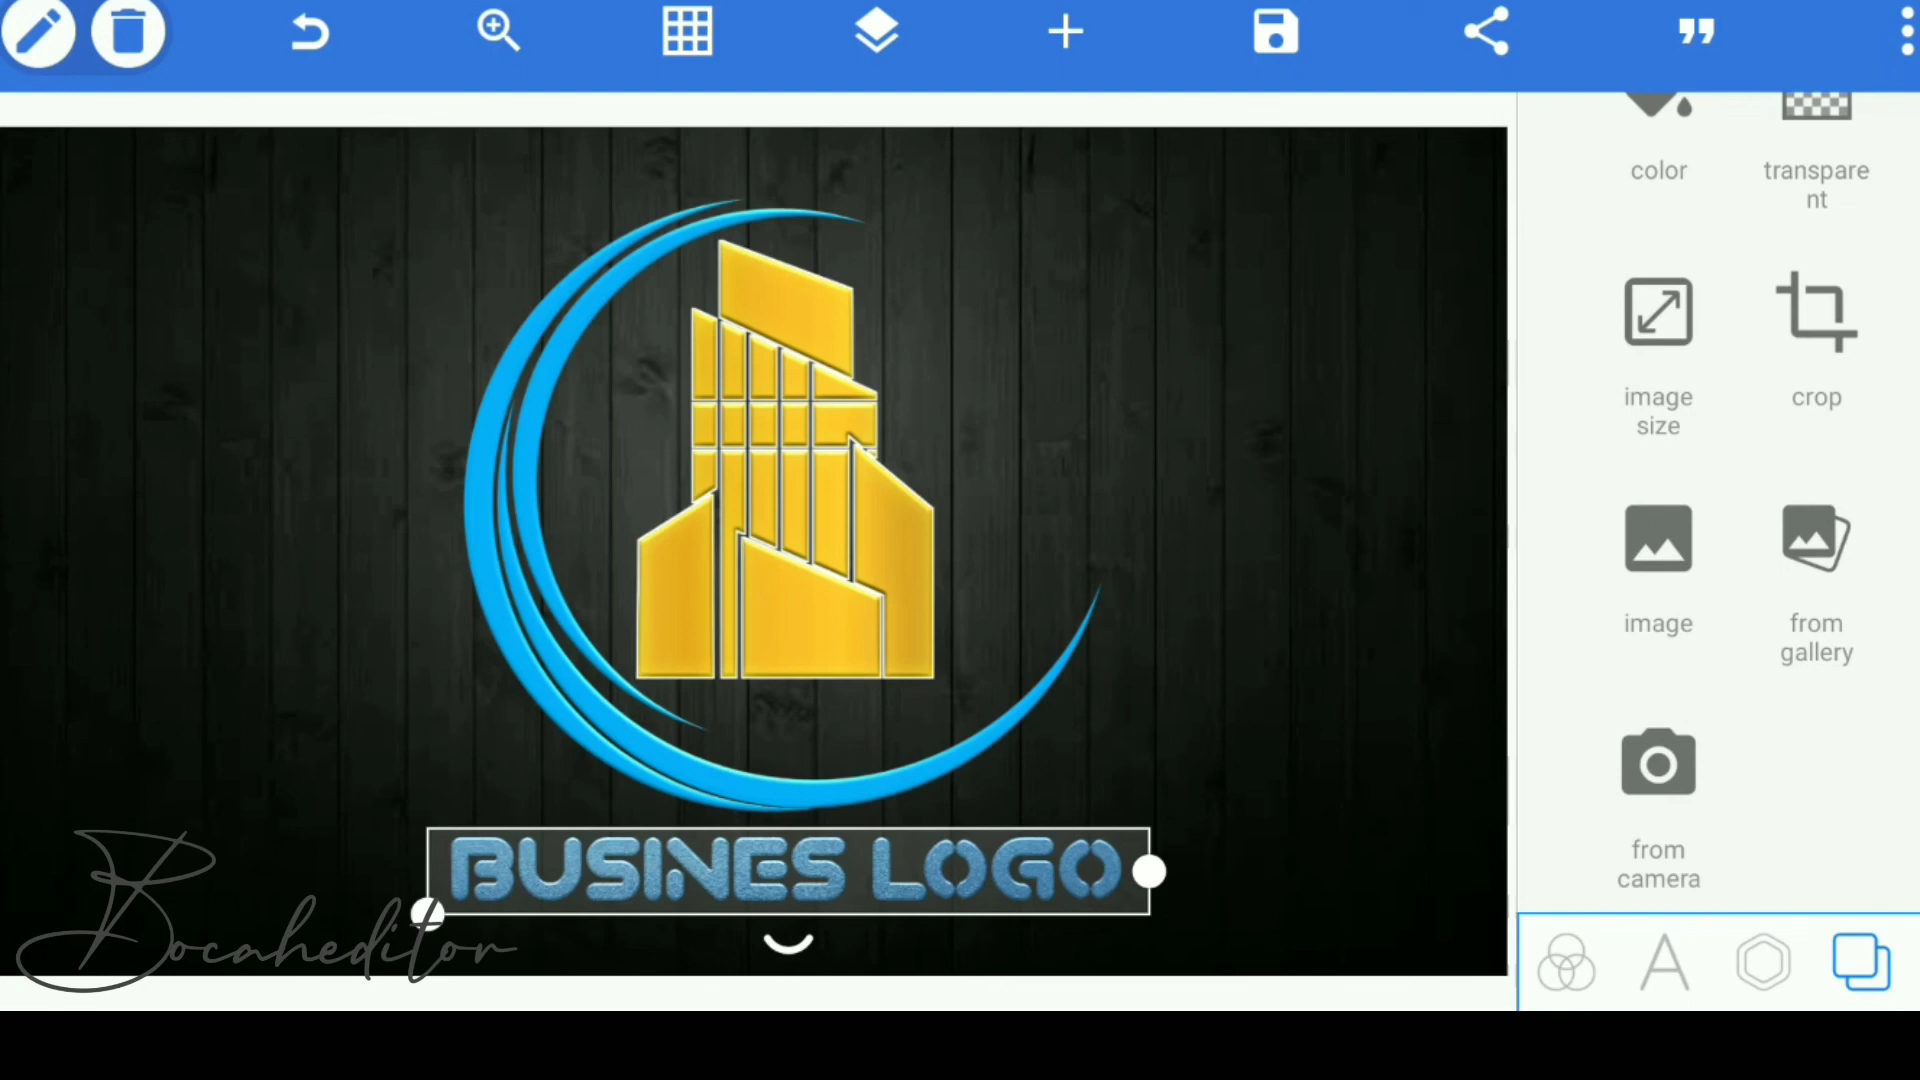 color
transpare
nt
image
size
crop
image
from
gallery
from
camera
BUSINES LOGO
Bocaheditor